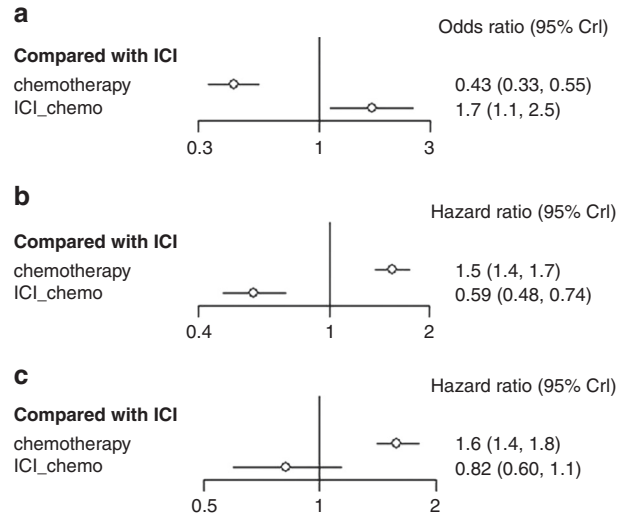 a
Odds ratio (95% Crl)
Compared with ICI
chemotherapy 0.43 (0.33, 0.55)
ICI_chemo 1.7 (1.1, 2.5)
0.3 1 3
b
Hazard ratio (95% Crl)
Compared with ICI
chemotherapy 1.5 (1.4, 1.7)
ICI_chemo 0.59 (0.48, 0.74)
0.4 1 2
c
Hazard ratio (95% Crl)
Compared with ICI
chemotherapy 1.6 (1.4, 1.8)
ICI_chemo 0.82 (0.60, 1.1)
0.5 1 2